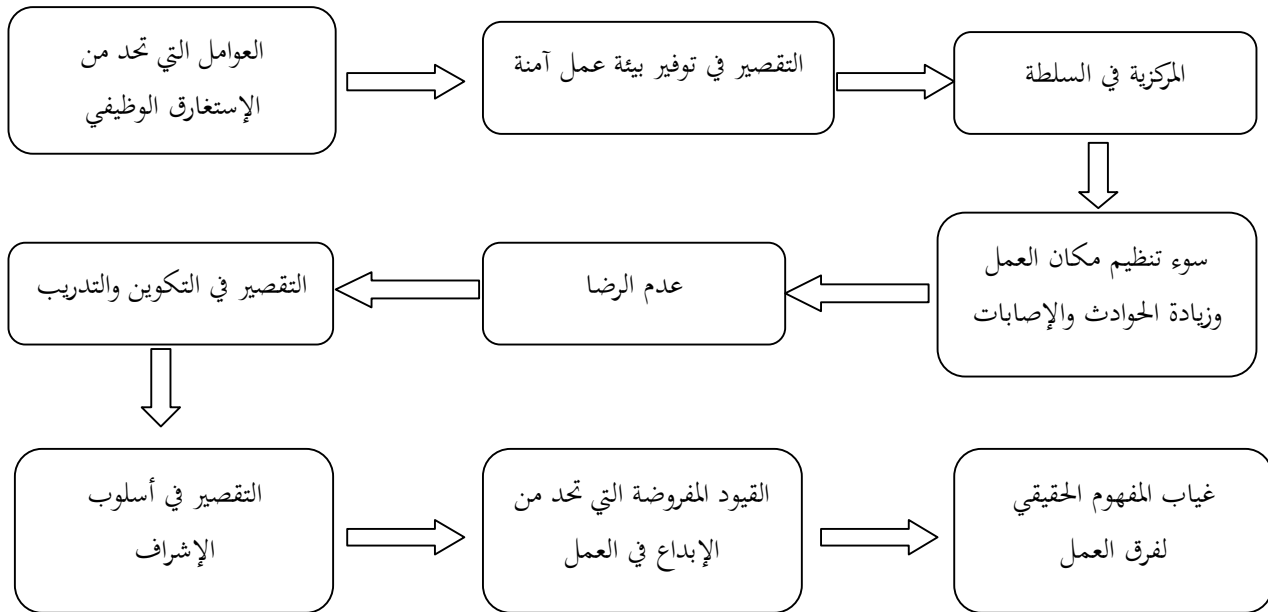 العوامل التي تحد من
الإستغارق الوظيفي
التقصير في توفير بيئة عمل آمنة
المركزية في السلطة
سوء تنظيم مكان العمل
وزيادة الحوادث والإصابات
عدم الرضا
التقصير في التكوين والتدريب
التقصير في أسلوب
الإشراف
القيود المفروضة التي تحد من
الإبداع في العمل
غياب المفهوم الحقيقي
لفرق العمل